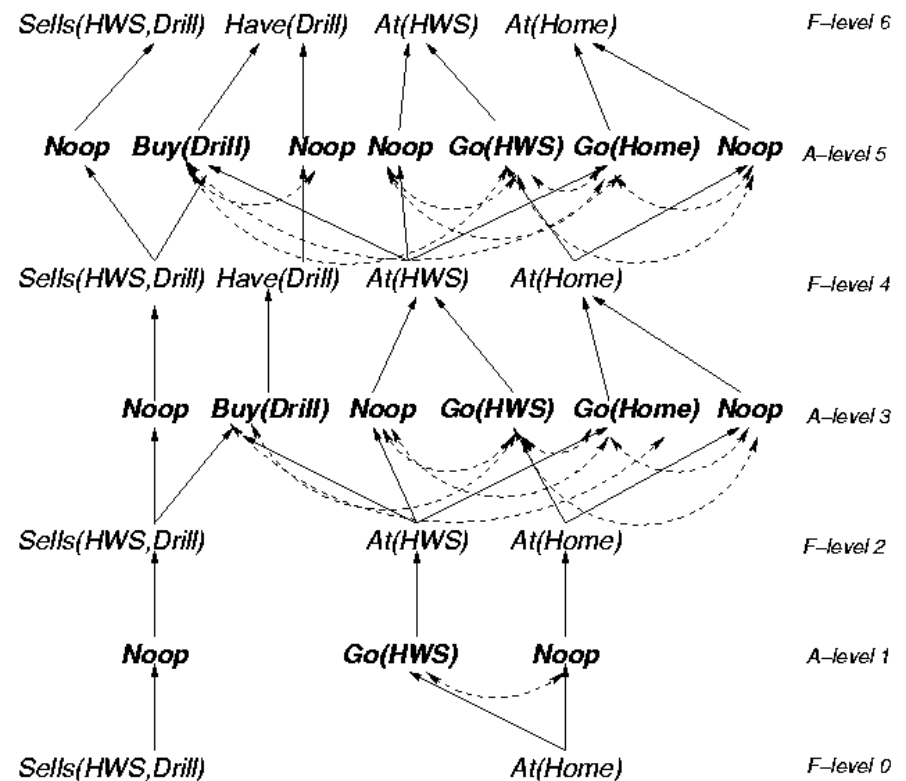 Sells(HWS,Drill) Have(Drill) At(HWS) At(Home) F–level 6
Noop Buy(Drill) Noop Noop Go(HWS) Go(Home) Noop A–level 5
Sells(HWS,Drill) Have(Drill) At(HWS) At(Home) F–level 4
Noop Buy(Drill) Noop Go(HWS) Go(Home) Noop A–level 3
Sells(HWS,Drill) At(HWS) At(Home) F–level 2
Noop Go(HWS) Noop A–level 1
Sells(HWS,Drill) At(Home) F–level 0